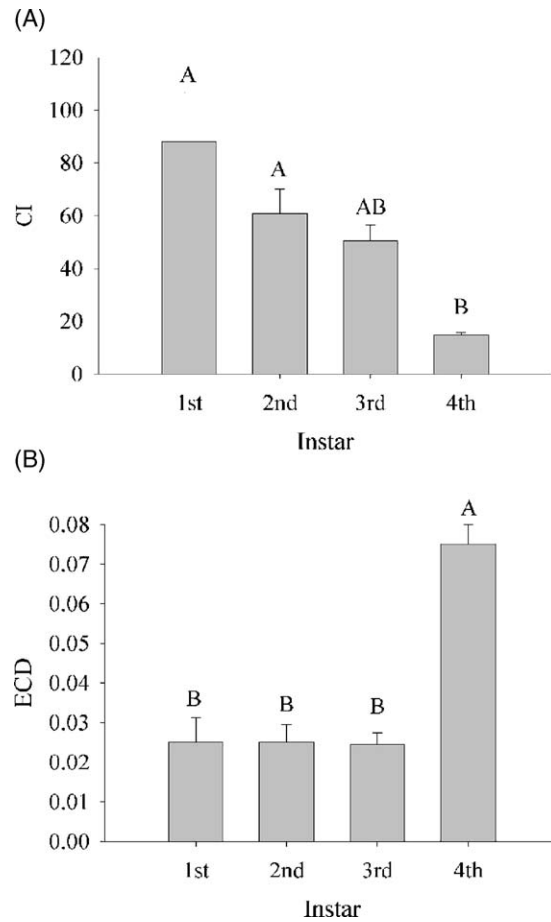 (A)
120
100
80
60
40
20
0
CI
A
A
AB
B
1st 2nd 3rd 4th
Instar
(B)
0.08
0.07
0.06
0.05
0.04
0.03
0.02
0.01
0.00
ECD
B
B
B
A
1st 2nd 3rd 4th
Instar